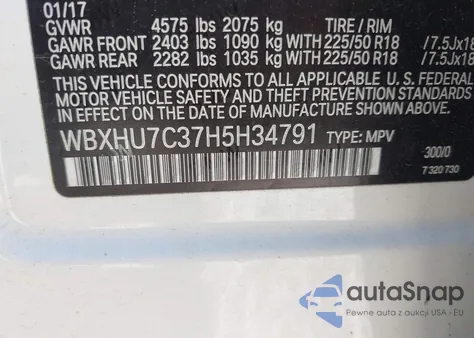 01/17
GVWR 4575 lbs 2075 kg TIRE / RIM
GAWR FRONT 2403 lbs 1090 kg WITH 225/50 R18 /7.5Jx18
GAWR REAR 2282 lbs 1035 kg WITH 225/50 R18 /7.5Jx18
THIS VEHICLE CONFORMS TO ALL APPLICABLE U.S. FEDERAL
MOTOR VEHICLE SAFETY, BUMPER, AND THEFT PREVENTION
IN EFFECT ON THE DATE OF MANUFACTURE SHOWN
WBXHU7C37H5H34791 TYPE: MPV
300/0
7 320 730
autoSnap
Pewne auta z aukcji USA i EU